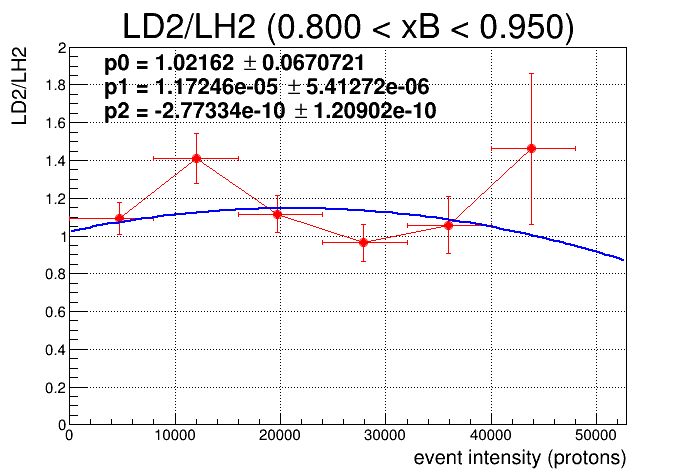 LD2/LH2 (0.800 < xB < 0.950)
LD2/LH2
p0 = 1.02162 ± 0.0670721
p1 = 1.17246e-05 ± 5.41272e-06
p2 = -2.77334e-10 ± 1.20902e-10
2
1.8
1.6
1.4
1.2
1
0.8
0.6
0.4
0.2
0
0 10000 20000 30000 40000 50000
event intensity (protons)